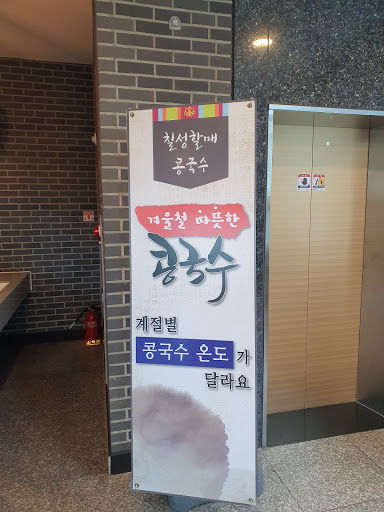 칠성할매
콩국수
겨울철 따뜻한
콩국수
계절별
콩국수 온도가
달라요